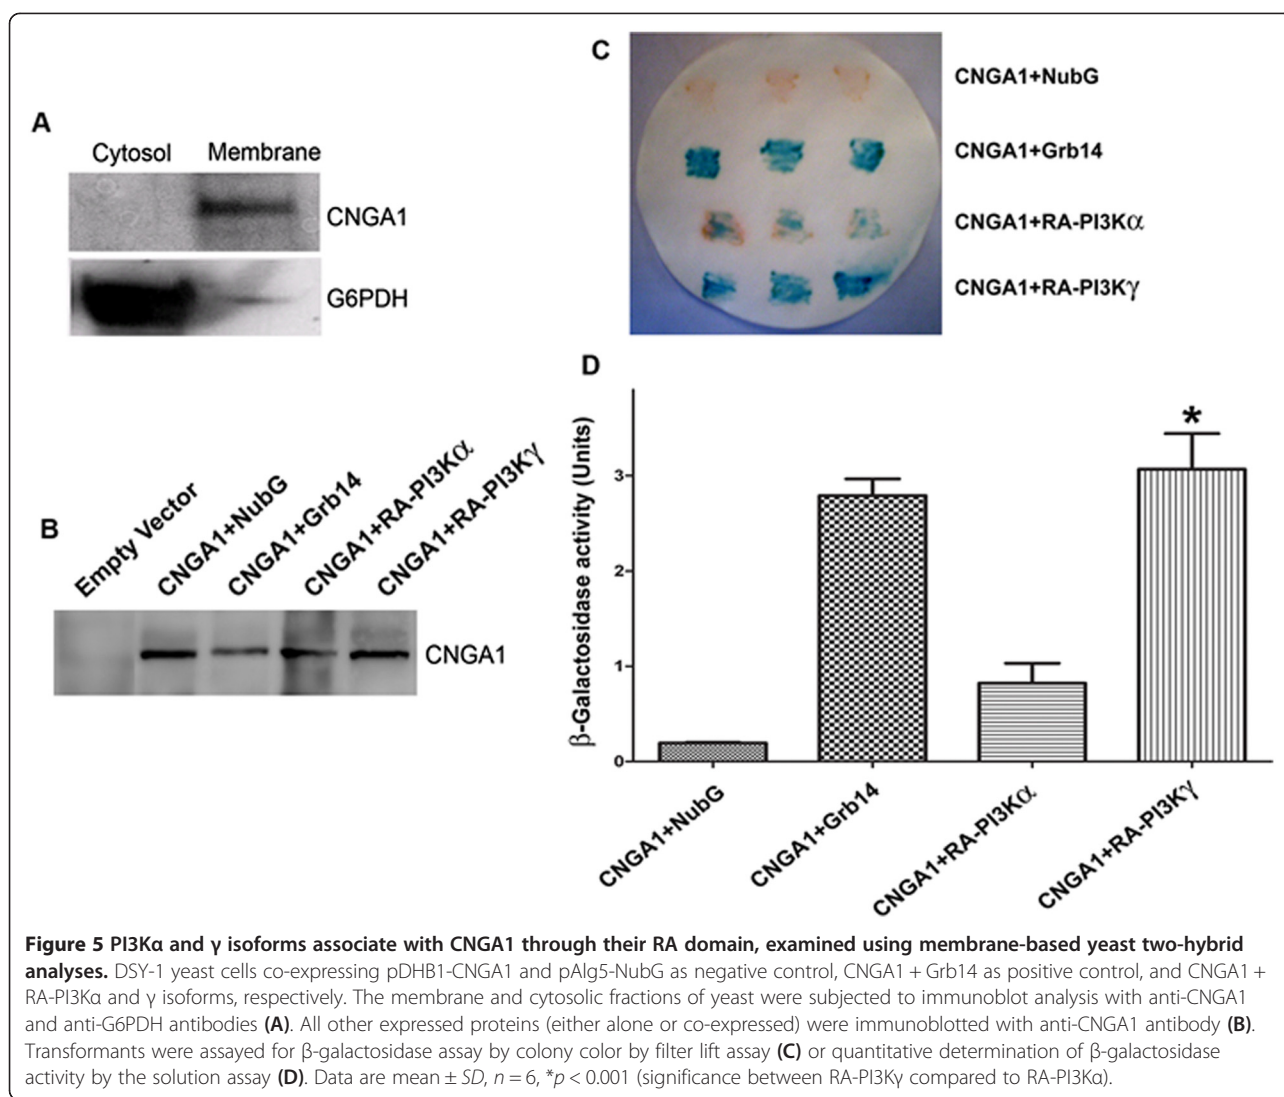 A
Cytosol Membrane
CNGA1
G6PDH
B
Empty Vector
CNGA1+NubG
CNGA1+Grb14
CNGA1+RA-PI3Kα
CNGA1+RA-PI3Kγ
CNGA1
C
CNGA1+NubG
CNGA1+Grb14
CNGA1+RA-PI3Kα
CNGA1+RA-PI3Kγ
D
β-Galactosidase activity (Units)
3
2
1
0
*
CNGA1+NubG
CNGA1+Grb14
CNGA1+RA-PI3Kα
CNGA1+RA-PI3Kγ
Figure 5 PI3Kα and γ isoforms associate with CNGA1 through their RA domain, examined using membrane-based yeast two-hybrid
analyses. DSY-1 yeast cells co-expressing pDHB1-CNGA1 and pAlg5-NubG as negative control, CNGA1 + Grb14 as positive control, and CNGA1 +
RA-PI3Kα and γ isoforms, respectively. The membrane and cytosolic fractions of yeast were subjected to immunoblot analysis with anti-CNGA1
and anti-G6PDH antibodies (A). All other expressed proteins (either alone or co-expressed) were immunoblotted with anti-CNGA1 antibody (B).
Transformants were assayed for β-galactosidase assay by colony color by filter lift assay (C) or quantitative determination of β-galactosidase
activity by the solution assay (D). Data are mean ± SD, n = 6, *p < 0.001 (significance between RA-PI3Kγ compared to RA-PI3Kα).